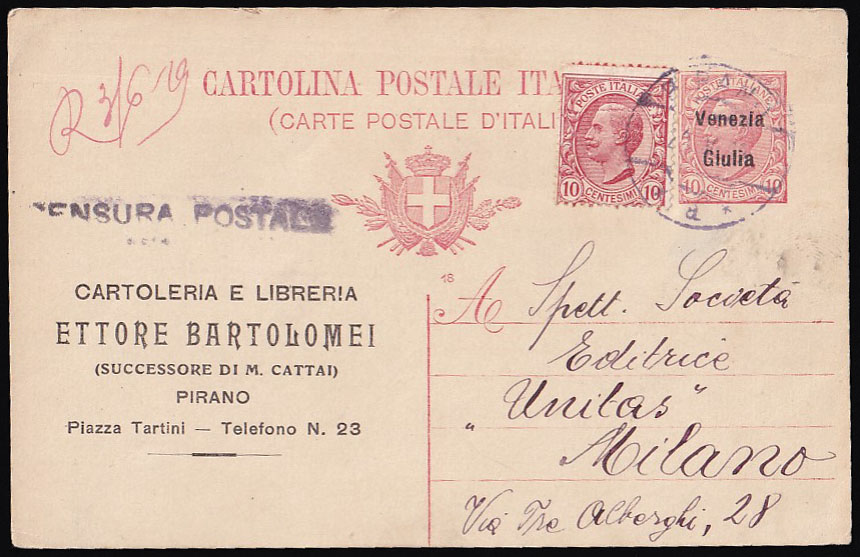 R 3/6 19
CARTOLINA POSTALE ITA
(CARTE POSTALE D'ITALI
POSTE ITALIANE
10 CENTESIMI 10
POSTE ITALIANE
Venezia
Giulia
10 CENTESIMI 10
ENSURA POSTALE
18
CARTOLERIA E LIBRERIA
ETTORE BARTOLOMEI
(SUCCESSORE DI M. CATTAI)
PIRANO
Piazza Tartini — Telefono N. 23
A Spett. Società
Editrice
"Unitas"
Milano
Via Tre Alberghi, 28